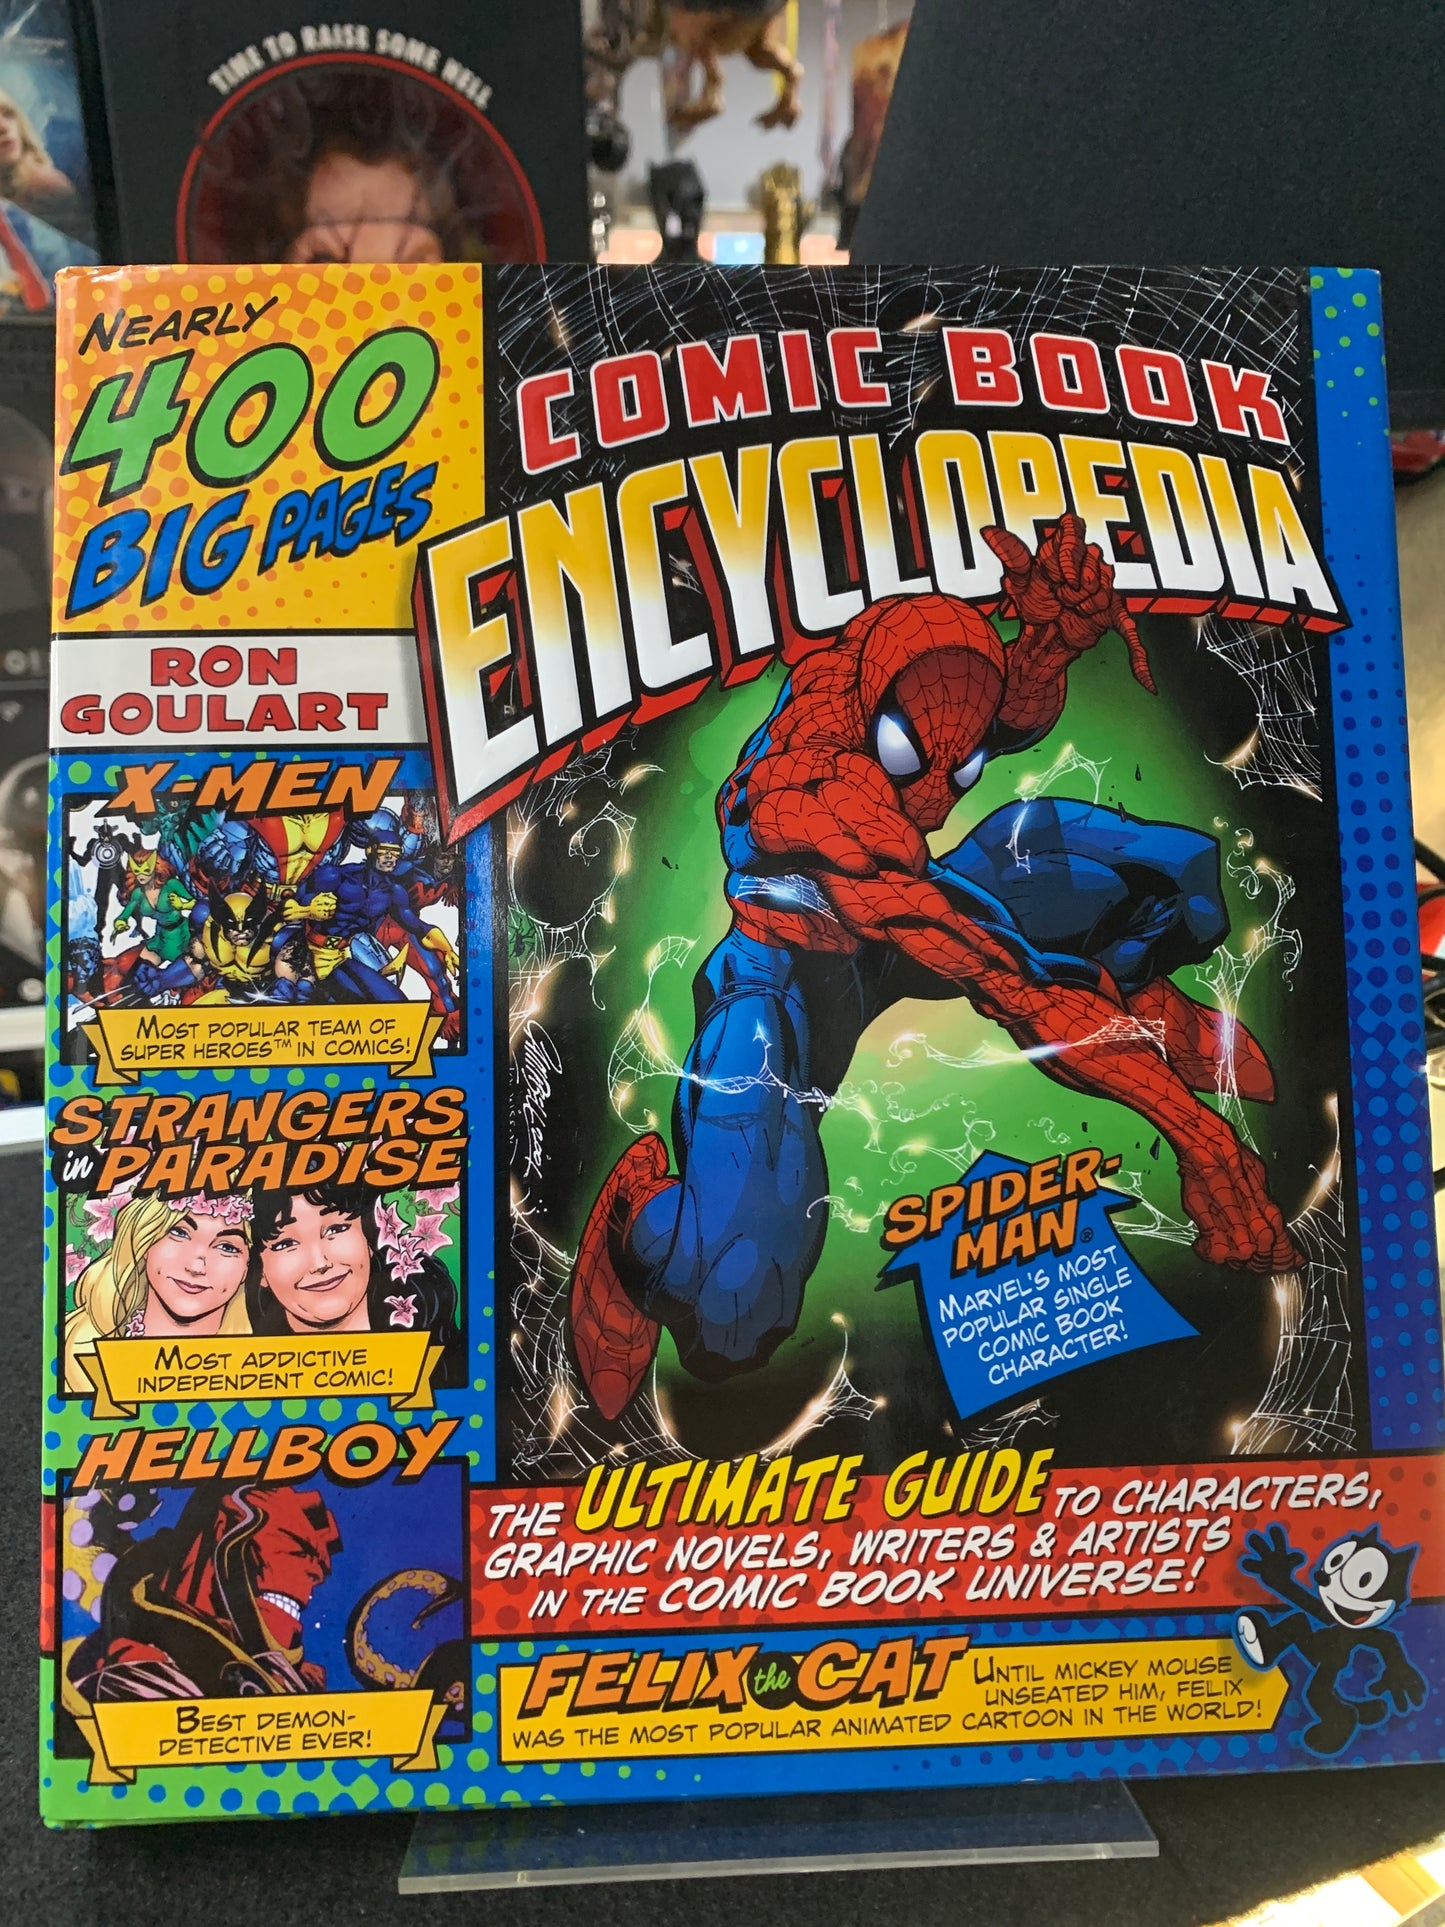 TIME TO RAISE SOME HELL
NEARLY
400
BIG PAGES
COMIC BOOK
ENCYCLOPEDIA
RON
GOULART
X-MEN
MOST POPULAR TEAM OF
SUPER HEROES™ IN COMICS!
STRANGERS
in PARADISE
MOST ADDICTIVE
INDEPENDENT COMIC!
HELLBOY
BEST DEMON-
DETECTIVE EVER!
SPIDER-
MAN®
MARVEL'S MOST
POPULAR SINGLE
COMIC BOOK
CHARACTER!
THE ULTIMATE GUIDE TO CHARACTERS,
GRAPHIC NOVELS, WRITERS & ARTISTS
IN THE COMIC BOOK UNIVERSE!
FELIX the CAT UNTIL MICKEY MOUSE
UNSEATED HIM, FELIX
WAS THE MOST POPULAR ANIMATED CARTOON IN THE WORLD!